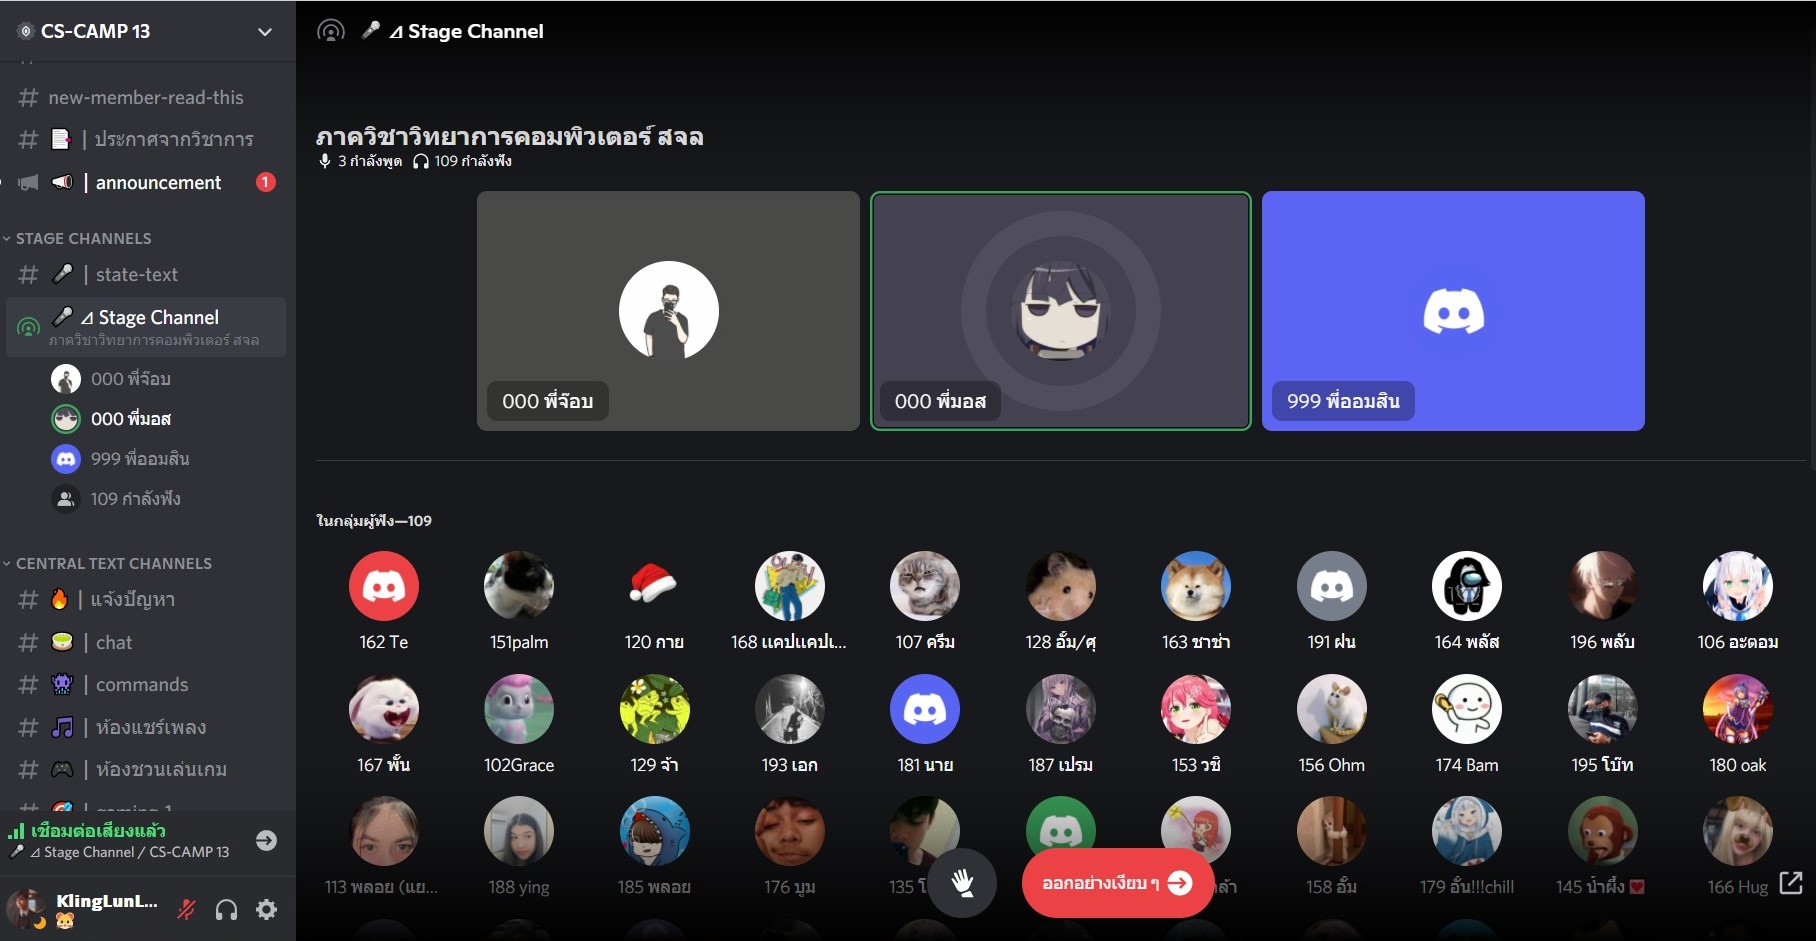 CS-CAMP 13
new-member-read-this
| ประกาศจากวิชาการ
| announcement
1
STAGE CHANNELS
| state-text
⊿ Stage Channel
ภาควิชาวิทยาการคอมพิวเตอร์ สจล
000 พี่จ๊อบ
000 พี่มอส
999 พี่ออมสิน
109 กำลังฟัง
CENTRAL TEXT CHANNELS
| แจ้งปัญหา
| chat
| commands
| ห้องแชร์เพลง
| ห้องชวนเล่นเกม
เชื่อมต่อเสียงแล้ว
⊿ Stage Channel / CS-CAMP 13
KlingLunL...
⊿ Stage Channel
ภาควิชาวิทยาการคอมพิวเตอร์ สจล
3 กำลังพูด 109 กำลังฟัง
000 พี่จ๊อบ
000 พี่มอส
999 พี่ออมสิน
ในกลุ่มผู้ฟัง—109
162 Te 151palm 120 กาย 168 แคปแคปเ... 107 ครีม 128 อั้ม/ศุ 163 ชาช่า 191 ฝน 164 พลัส 196 พลับ 106 อะตอม
167 พั้น 102Grace 129 จ๋า 193 เอก 181 นาย 187 เปรม 153 วชิ 156 Ohm 174 Bam 195 โบ๊ท 180 oak
113 พลอย (แย... 188 ying 185 พลอย 176 บูม 135 158 อั้ม 179 อั๋น!!!chill 145 น้ำผึ้ง 166 Hug
ออกอย่างเงียบ ๆ